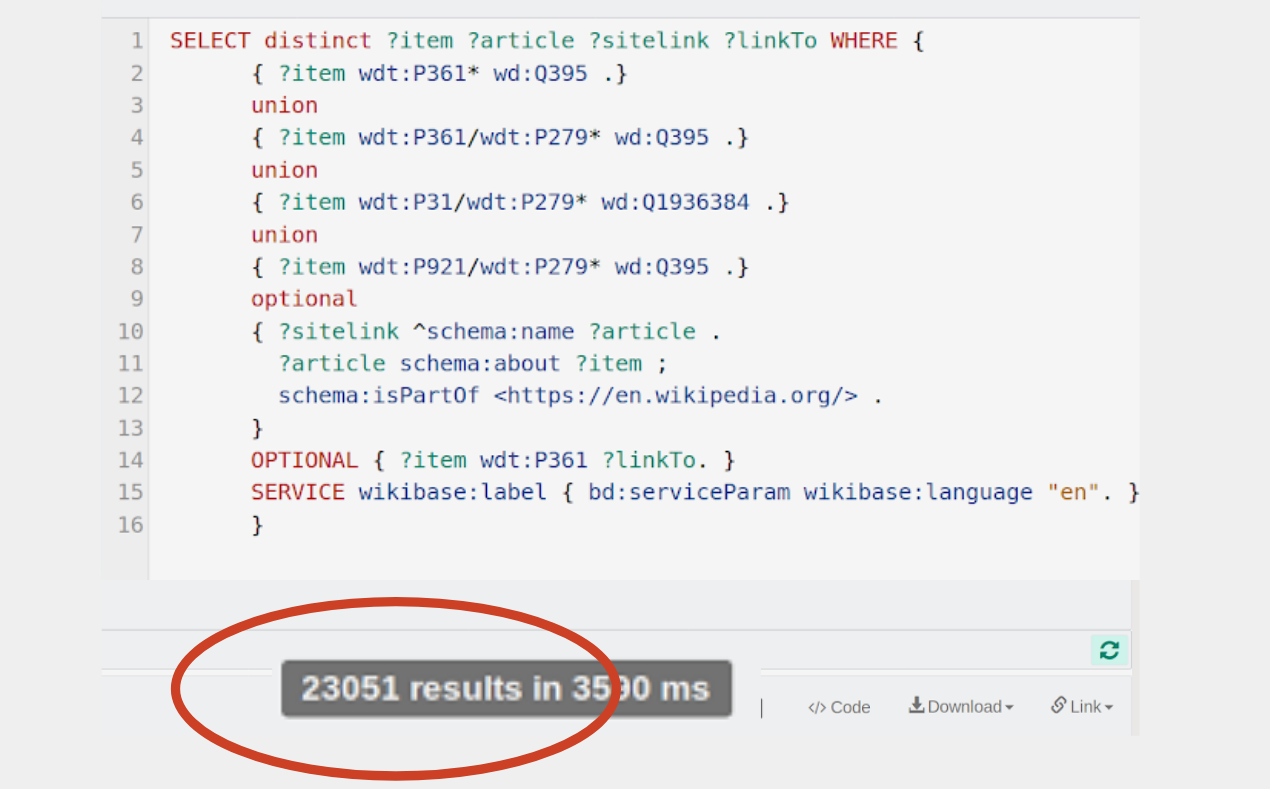 1 SELECT distinct ?item ?article ?sitelink ?linkTo WHERE {
2 { ?item wdt:P361* wd:Q395 .}
3 union
4 { ?item wdt:P361/wdt:P279* wd:Q395 .}
5 union
6 { ?item wdt:P31/wdt:P279* wd:Q1936384 .}
7 union
8 { ?item wdt:P921/wdt:P279* wd:Q395 .}
9 optional
10 { ?sitelink ^schema:name ?article .
11 ?article schema:about ?item ;
12 schema:isPartOf <https://en.wikipedia.org/> .
13 }
14 OPTIONAL { ?item wdt:P361 ?linkTo. }
15 SERVICE wikibase:label { bd:serviceParam wikibase:language "en". }
16 }
23051 results in ms
</> Code Download Link